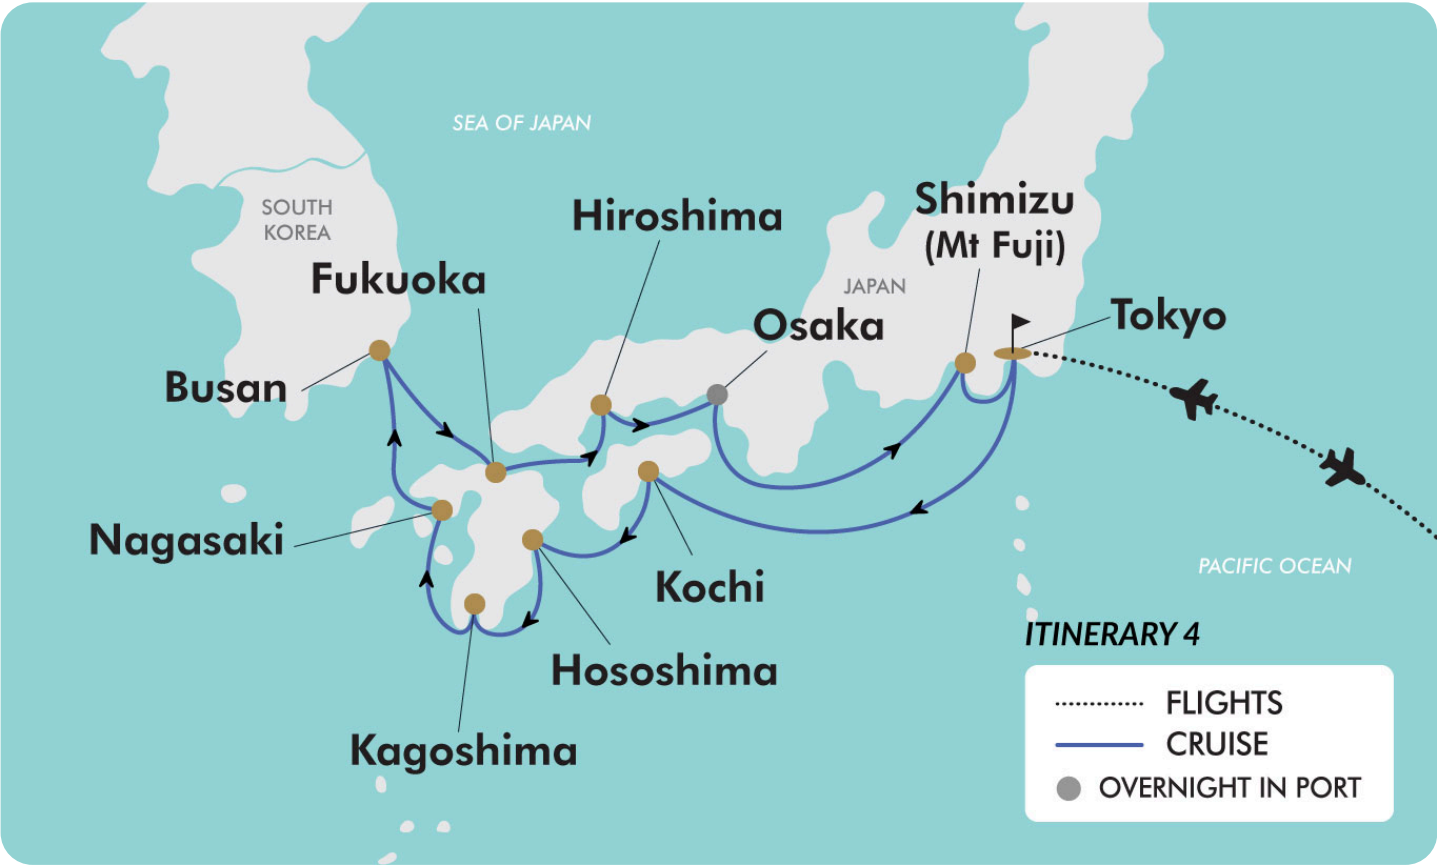 SEA OF JAPAN
SOUTH
KOREA
Hiroshima
Shimizu
(Mt Fuji)
Fukuoka
JAPAN
Osaka
Tokyo
Busan
Nagasaki
Kochi
PACIFIC OCEAN
Hososhima
Kagoshima
ITINERARY 4
FLIGHTS
CRUISE
OVERNIGHT IN PORT